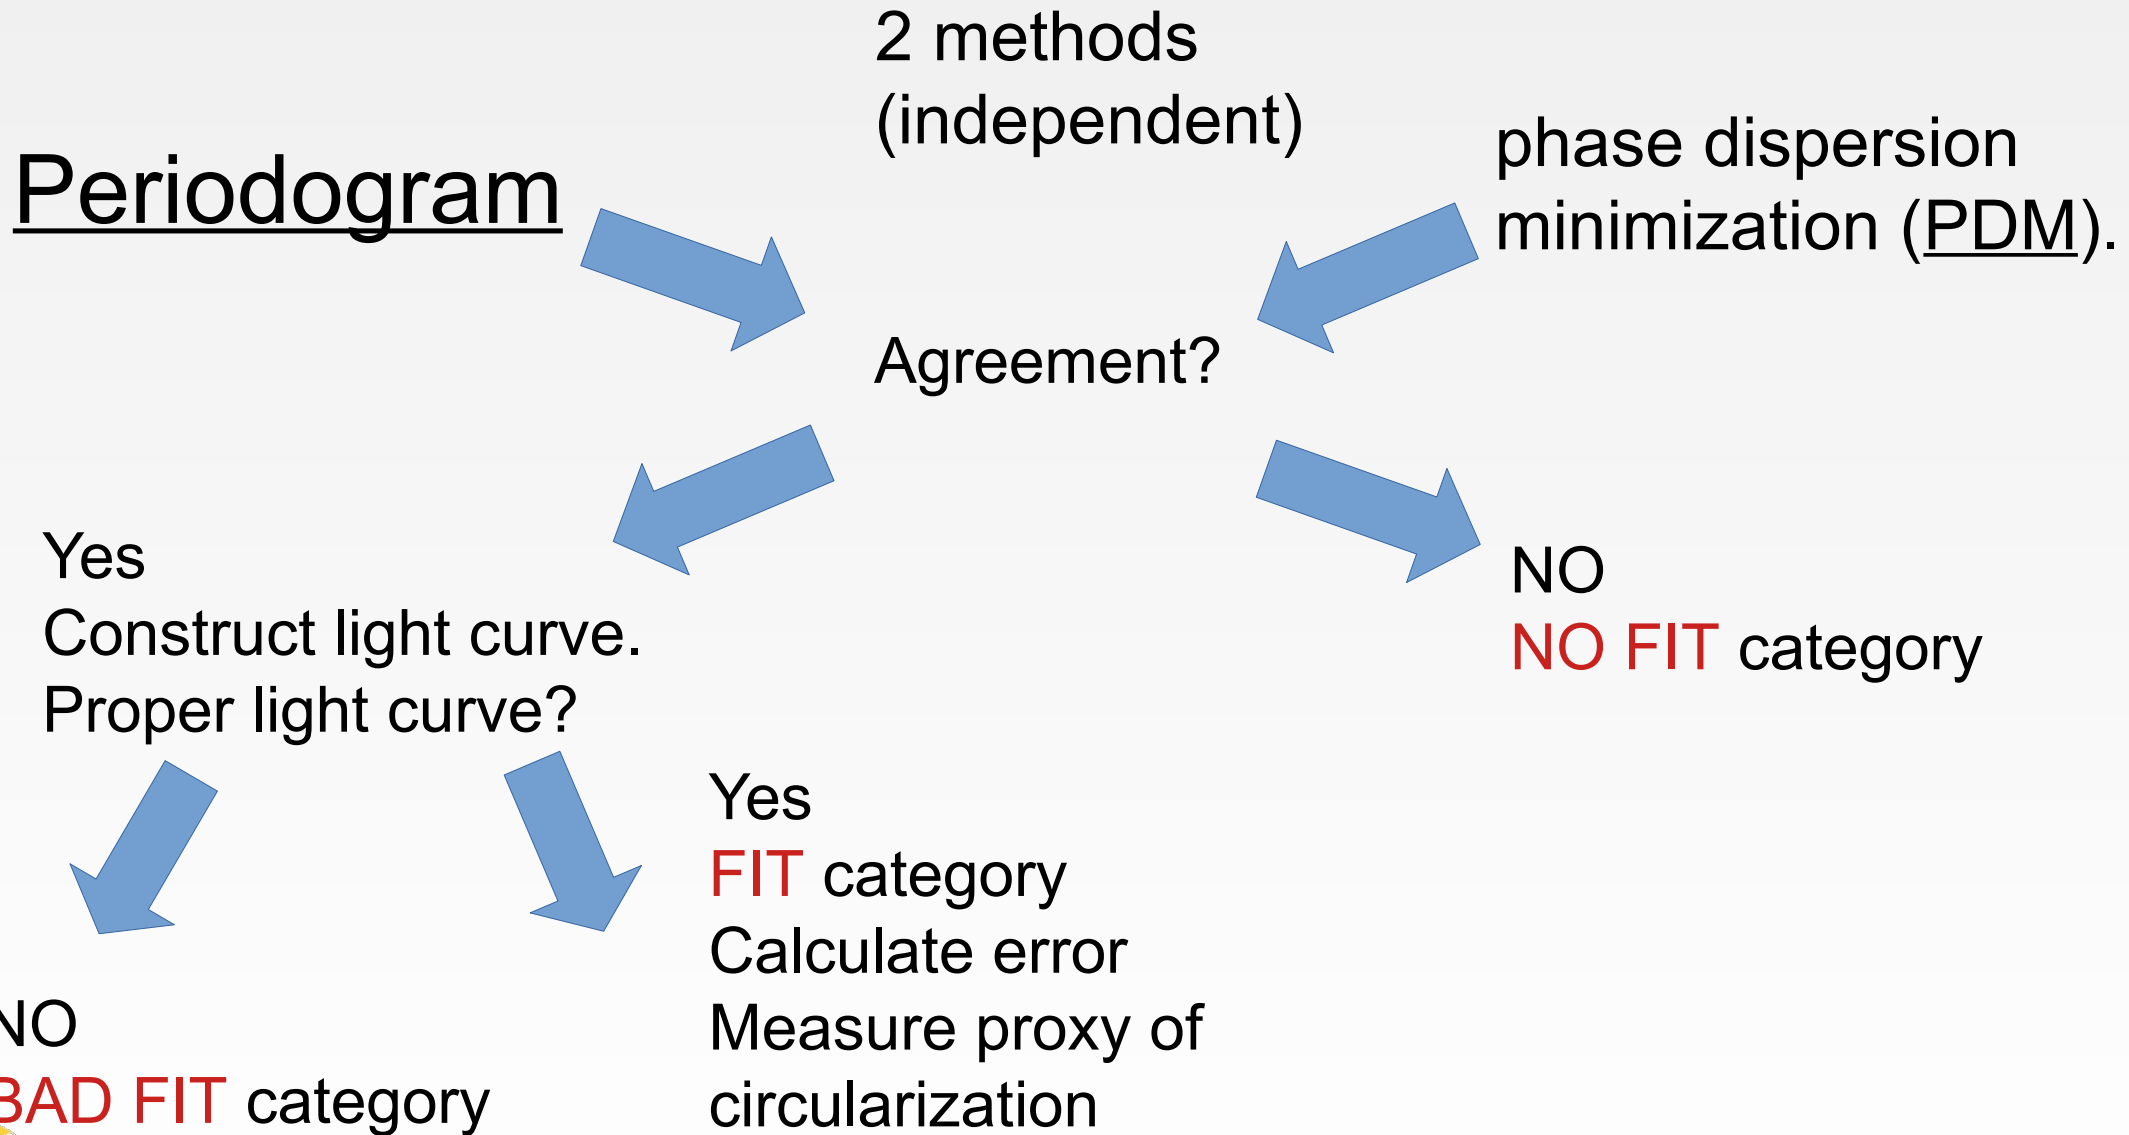 2 methods
(independent)
Periodogram
phase dispersion
minimization (PDM).
Agreement?
Yes
Construct light curve.
Proper light curve?
NO
NO FIT category
Yes
FIT category
Calculate error
Measure proxy of
circularization
NO
BAD FIT category